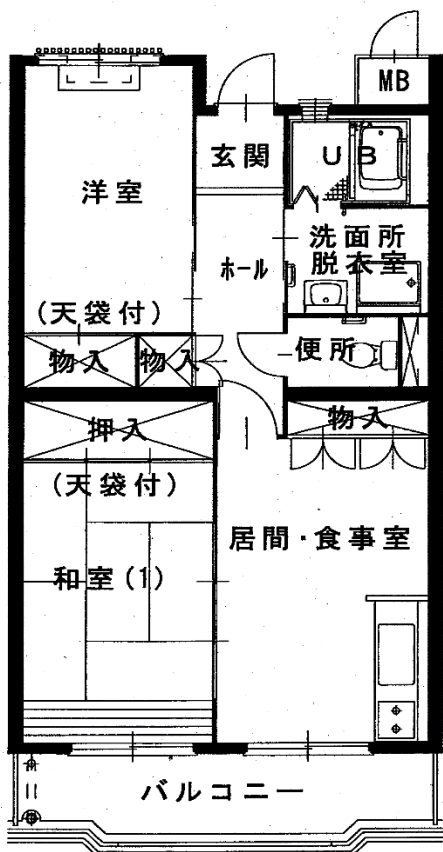 MB
玄関
UB
洋室
洗面所
脱衣室
ホール
(天袋付)
物入
物入
便所
押入
物入
(天袋付)
居間・食事室
和室(1)
バルコニー